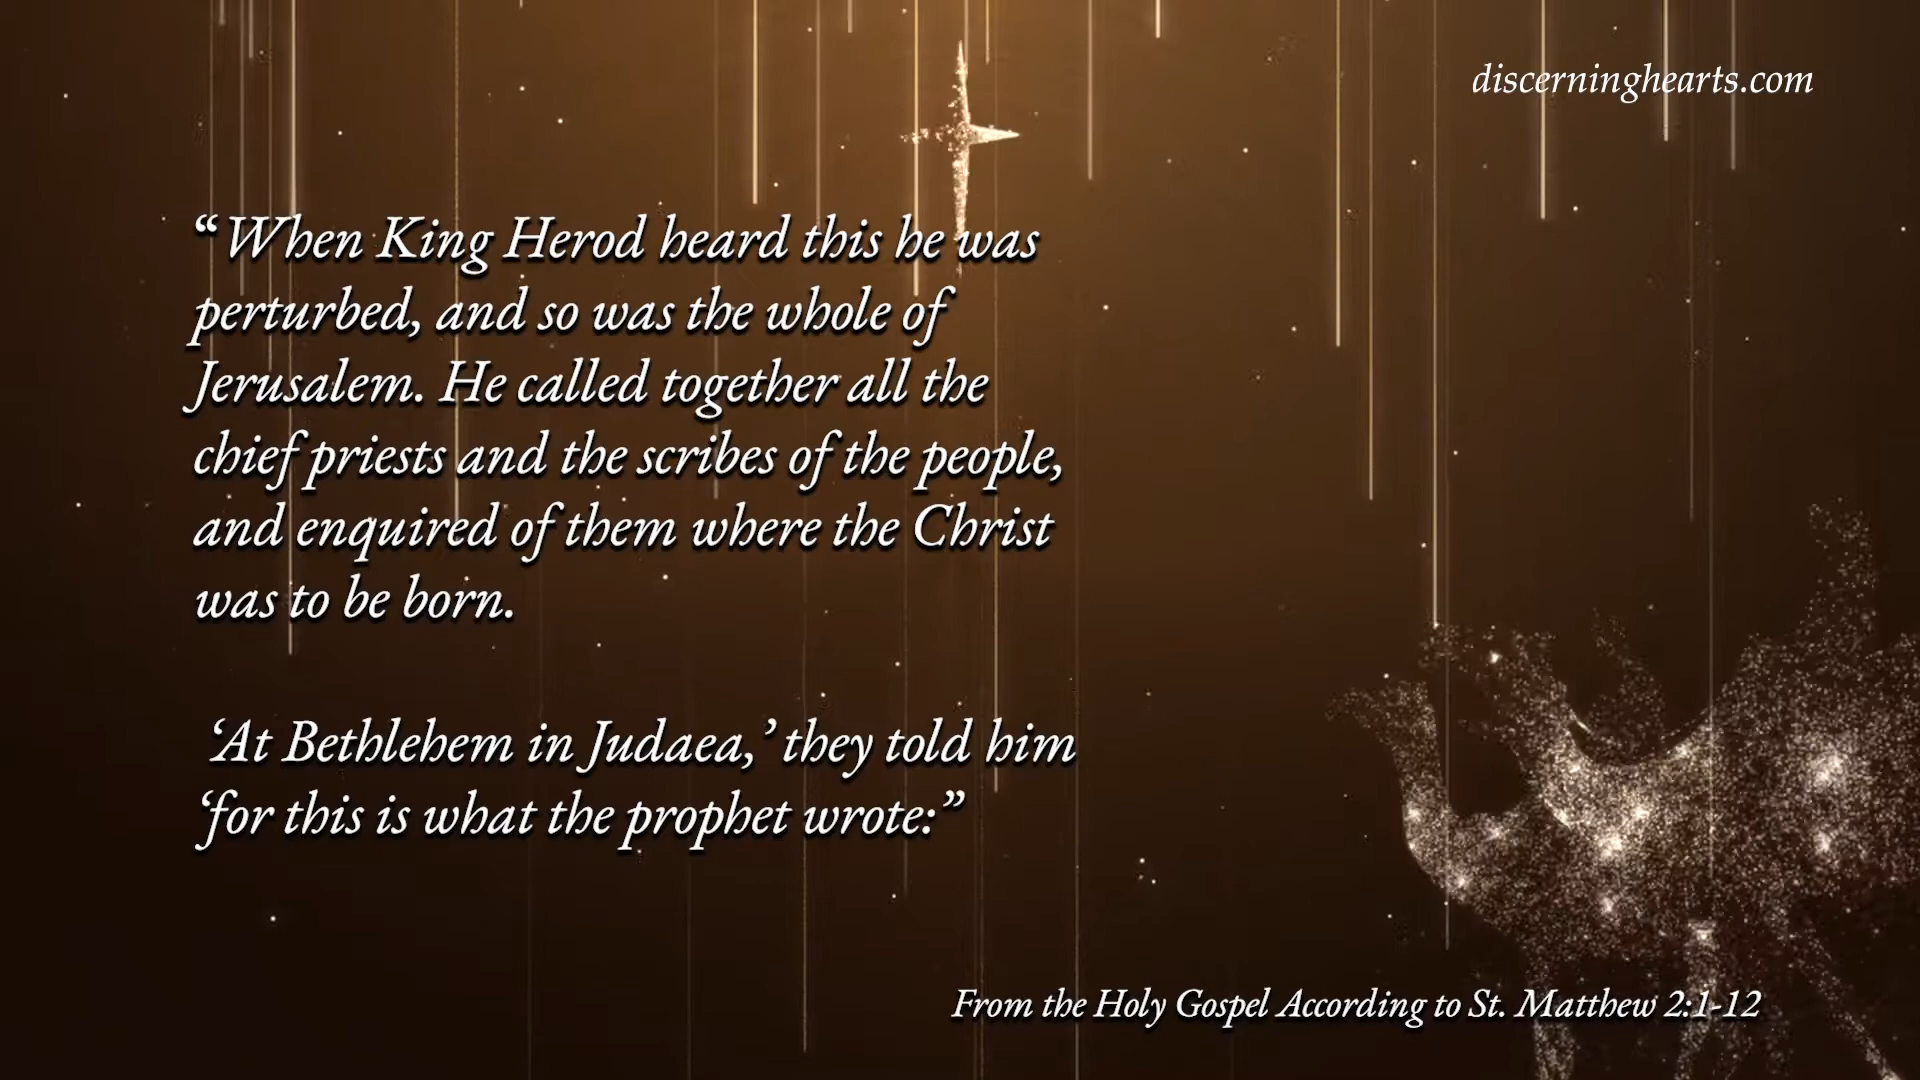 discerninghearts.com
“When King Herod heard this he was
perturbed, and so was the whole of
Jerusalem. He called together all the
chief priests and the scribes of the people,
and enquired of them where the Christ
was to be born.
‘At Bethlehem in Judaea,’ they told him
‘for this is what the prophet wrote:”
From the Holy Gospel According to St. Matthew 2:1-12